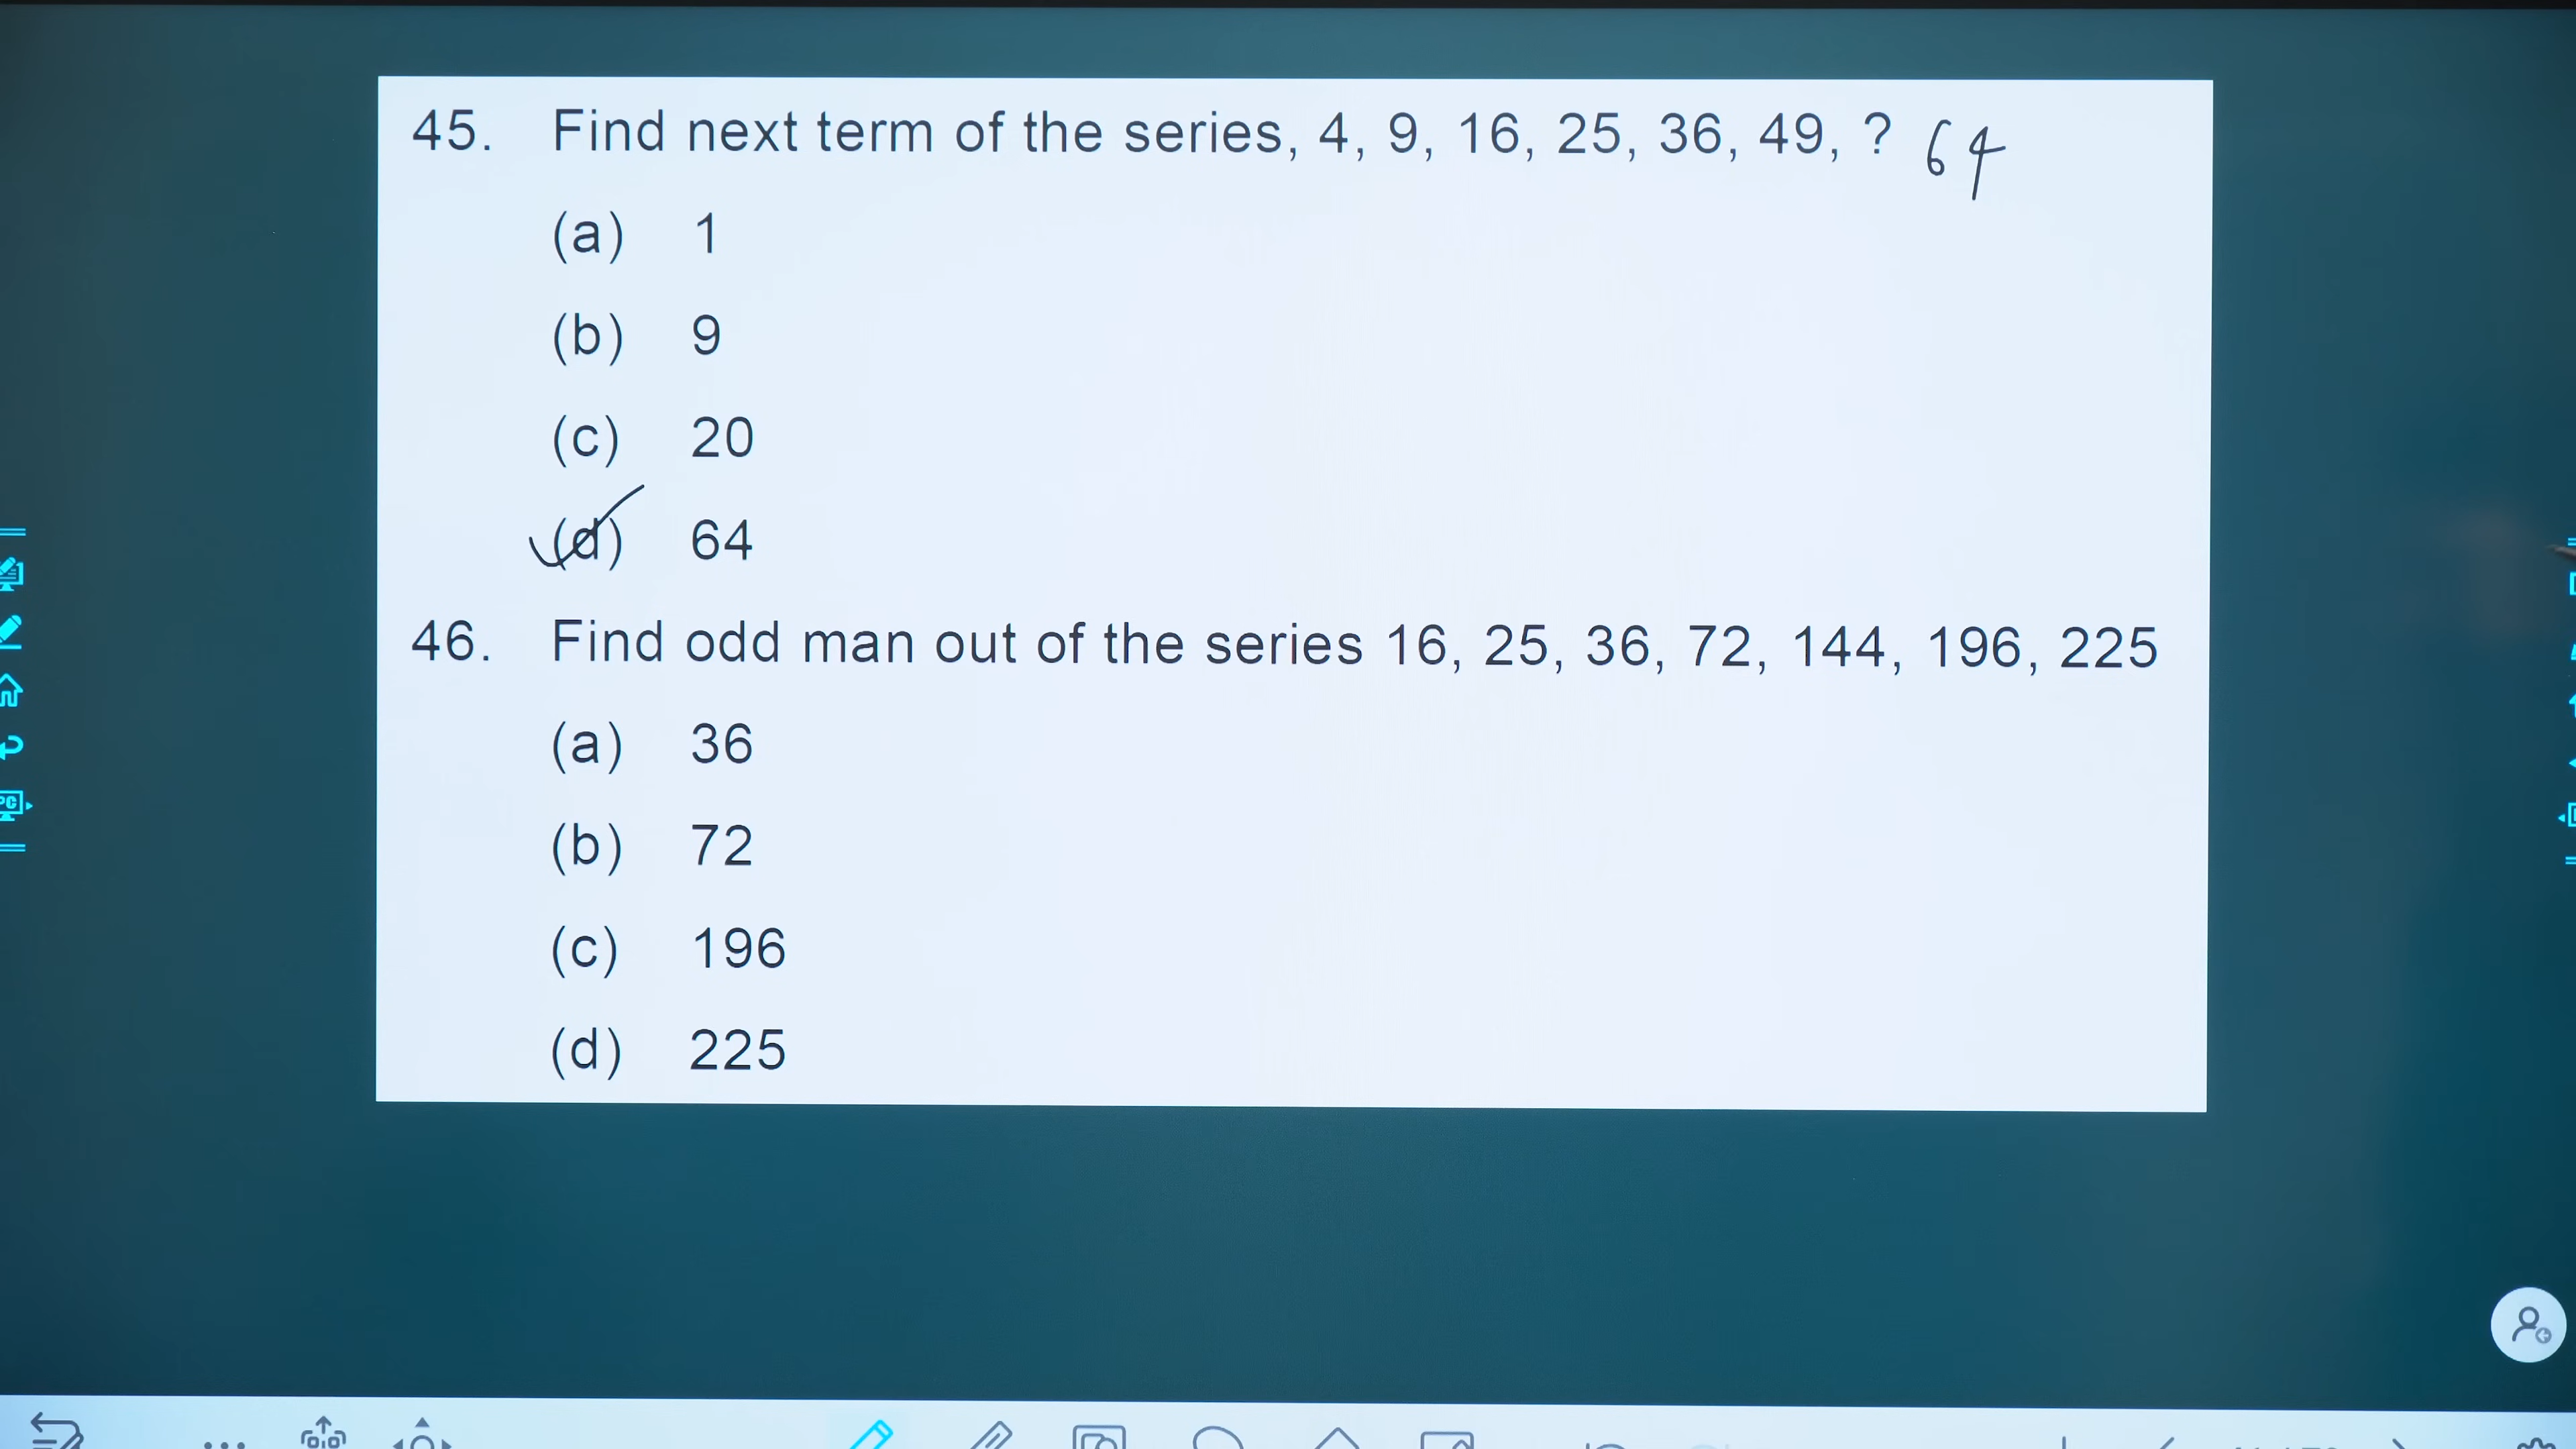 45. Find next term of the series, 4, 9, 16, 25, 36, 49, ? 64
(a) 1
(b) 9
(c) 20
(d) 64
46. Find odd man out of the series 16, 25, 36, 72, 144, 196, 225
(a) 36
(b) 72
(c) 196
(d) 225